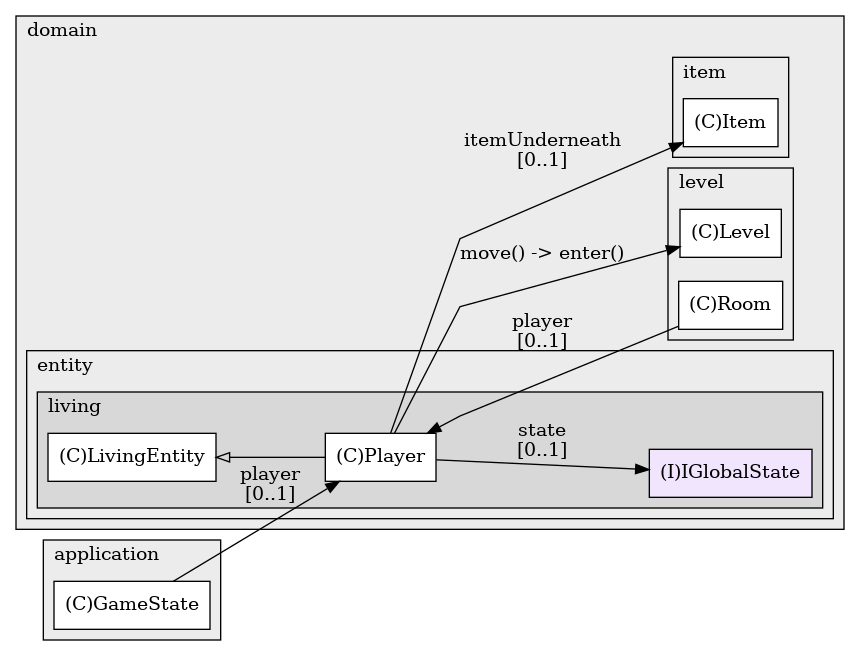 domain
item
(C)Item
itemUnderneath
[0..1]
level
(C)Level
move() -> enter()
(C)Room
player
[0..1]
entity
living
(C)LivingEntity
(C)Player
state
[0..1]
(I)IGlobalState
player
[0..1]
application
(C)GameState